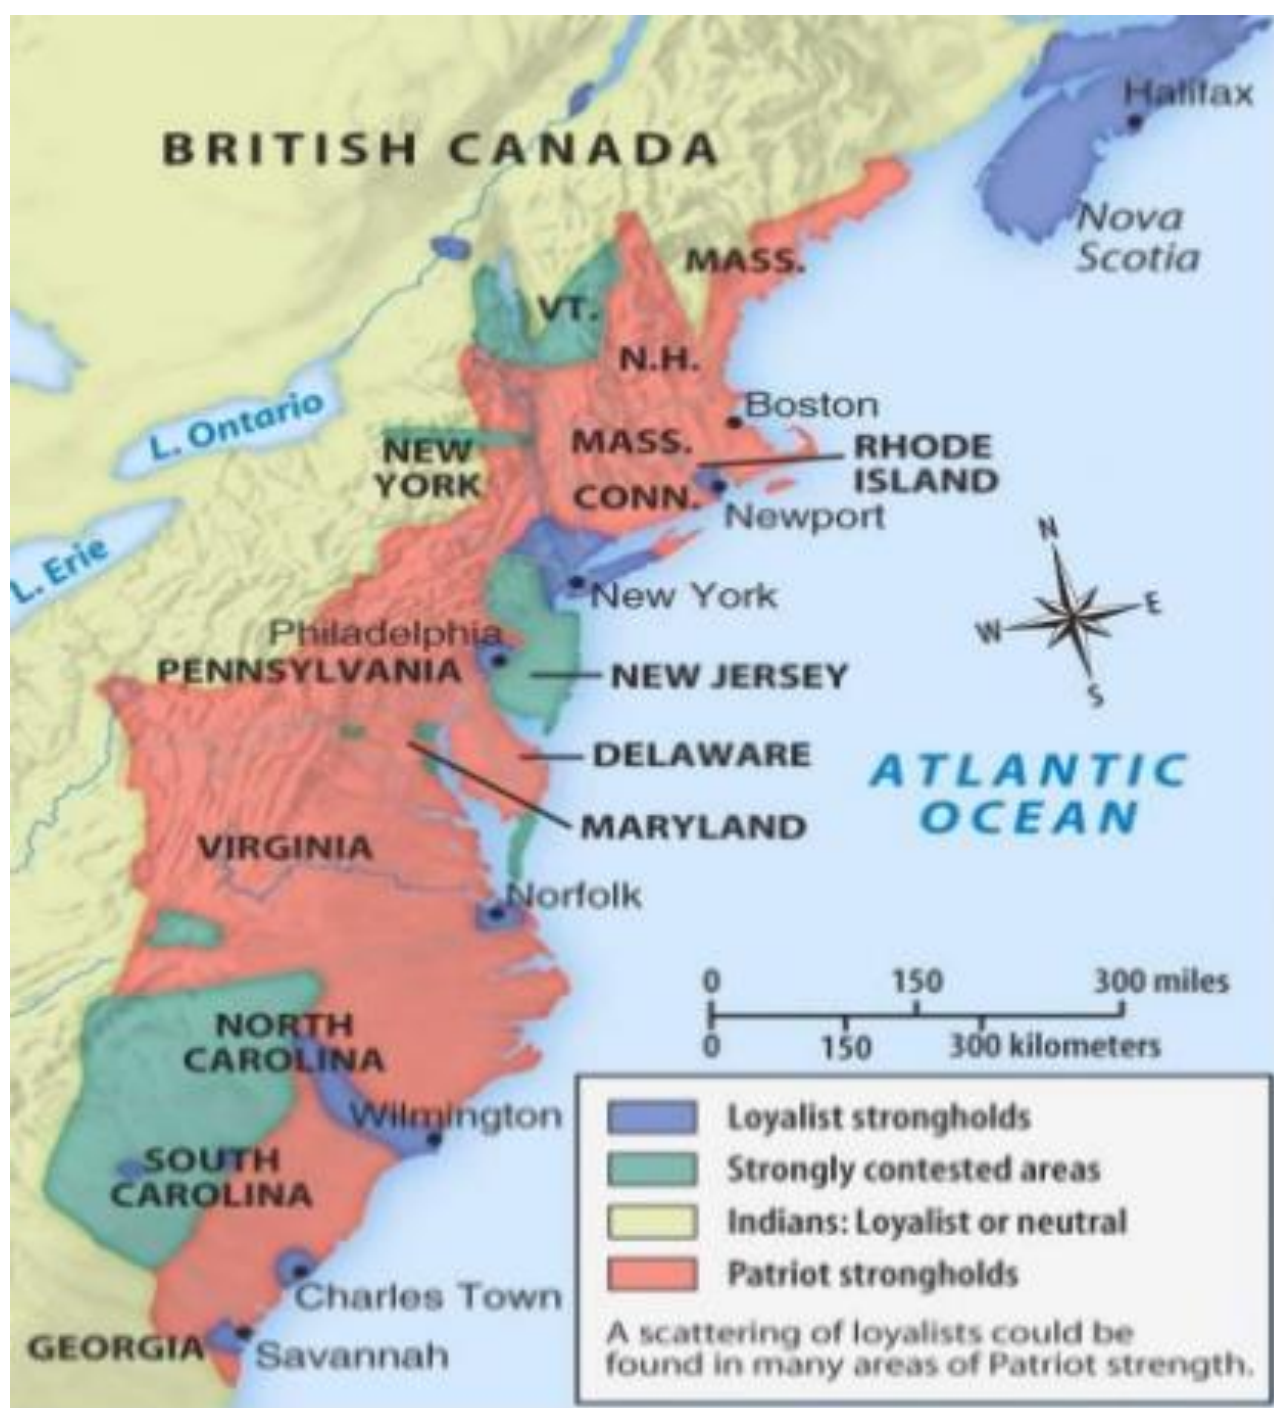 Halifax
BRITISH CANADA
Nova
Scotia
MASS.
VT.
N.H.
L. Ontario
Boston
NEW
YORK
MASS.
RHODE
ISLAND
CONN.
Newport
L. Erie
N
W
E
S
New York
Philadelphia
PENNSYLVANIA
NEW JERSEY
DELAWARE
ATLANTIC
OCEAN
MARYLAND
VIRGINIA
Norfolk
0 150 300 miles
0 150 300 kilometers
NORTH
CAROLINA
Wilmington
SOUTH
CAROLINA
Charles Town
GEORGIA
Savannah
Loyalist strongholds
Strongly contested areas
Indians: Loyalist or neutral
Patriot strongholds
A scattering of loyalists could be
found in many areas of Patriot strength.